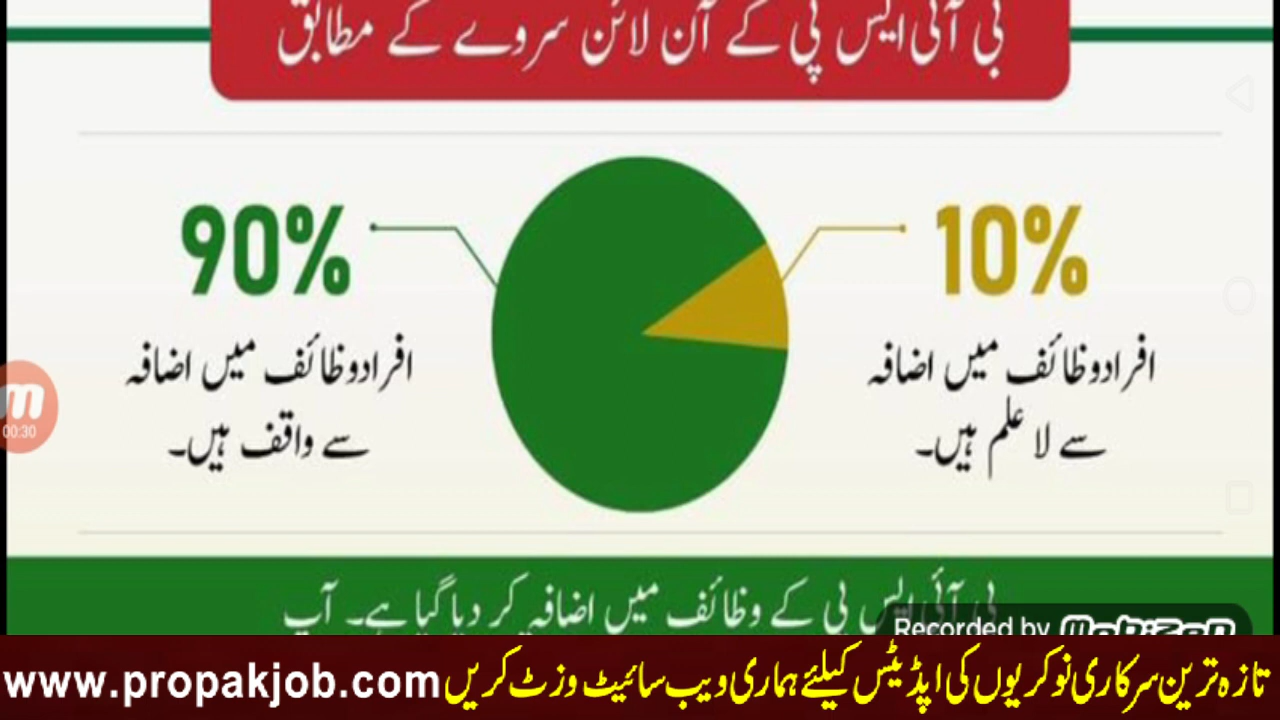 بی آئی ایس پی کے آن لائن سروے کے مطابق
10%
افراد وظائف میں اضافہ
سے لا علم ہیں۔
90%
افراد وظائف میں اضافہ
سے واقف ہیں۔
00:30
بی آئی ایس پی کے وظائف میں اضافہ کر دیا گیا ہے۔ آپ
Recorded by Mobizen
تازہ ترین سرکاری نوکریوں کی اپڈیٹس کیلئے ہماری ویب سائیٹ وزٹ کریں www.propakjob.com